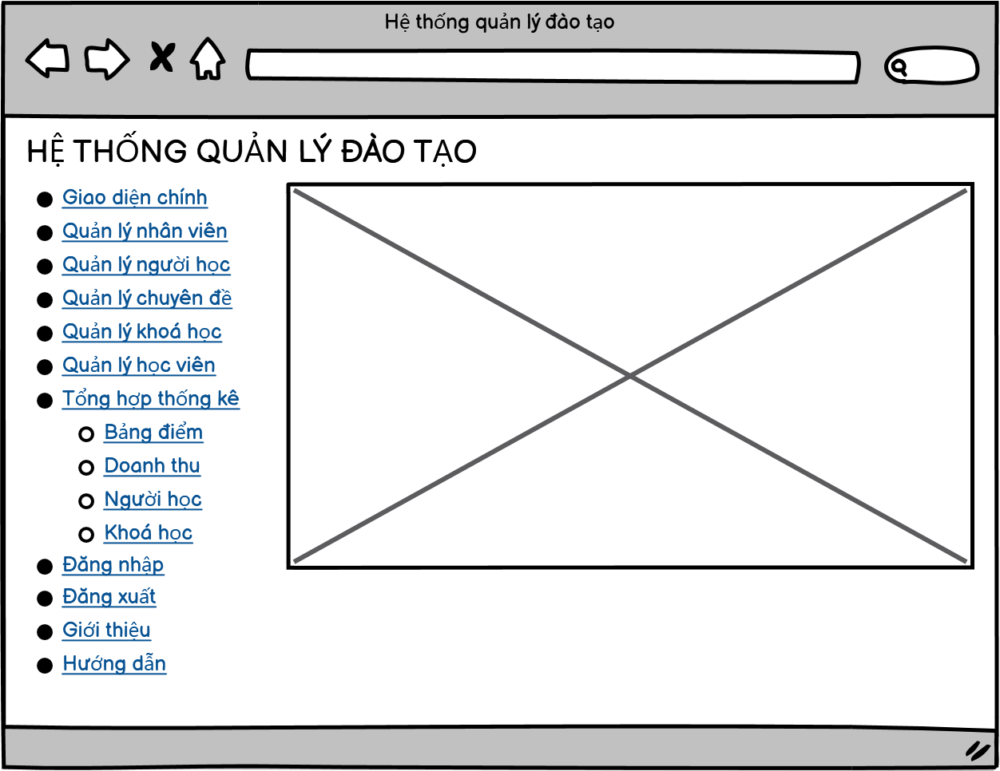 Hệ thống quản lý đào tạo
HỆ THỐNG QUẢN LÝ ĐÀO TẠO
Giao diện chính
Quản lý nhân viên
Quản lý người học
Quản lý chuyên đề
Quản lý khoá học
Quản lý học viên
Tổng hợp thống kê
Bảng điểm
Doanh thu
Người học
Khoá học
Đăng nhập
Đăng xuất
Giới thiệu
Hướng dẫn